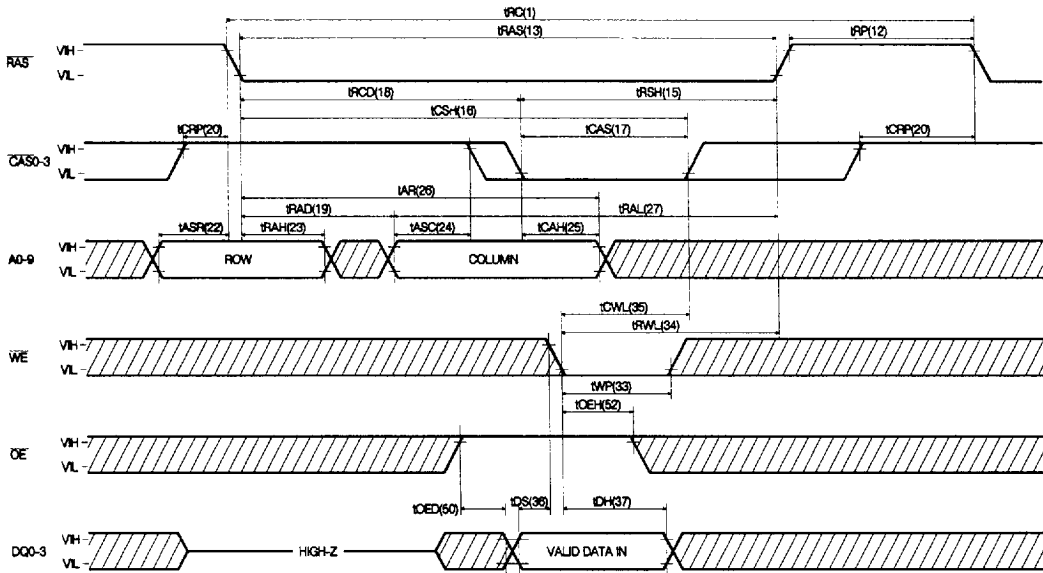 tRC(1)
tRAS(13)
tRP(12)
RAS
VIH
VIL
tRCD(18)
tRSH(15)
tCSH(16)
tCRP(20)
tCAS(17)
tCRP(20)
CAS0-3
VIH
VIL
tAR(26)
tRAD(19)
tRAL(27)
tASR(22)
tRAH(23)
tASC(24)
tCAH(25)
A0-9
VIH
VIL
ROW
COLUMN
tCWL(35)
tRWL(34)
WE
VIH
VIL
tWP(33)
tOEH(52)
OE
VIH
VIL
tOED(50)
tDS(36)
tDH(37)
DQ0-3
VIH
VIL
HIGH-Z
VALID DATA IN